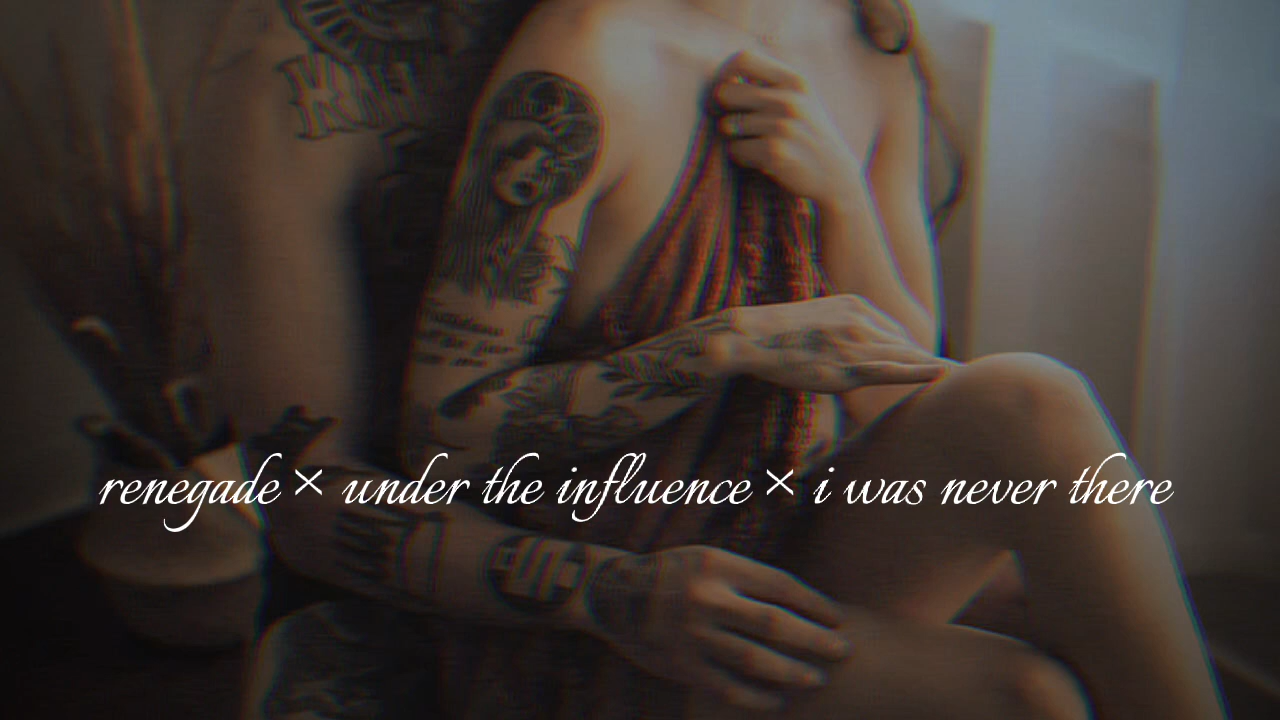 renegade × under the influence × i was never there